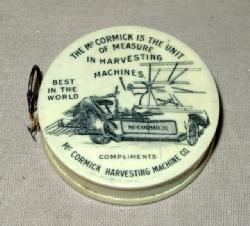 THE McCORMICK IS THE UNIT
OF MEASURE
IN HARVESTING
MACHINES.
BEST
IN THE
WORLD
McCORMICK
COMPLIMENTS
McCORMICK HARVESTING MACHINE CO.